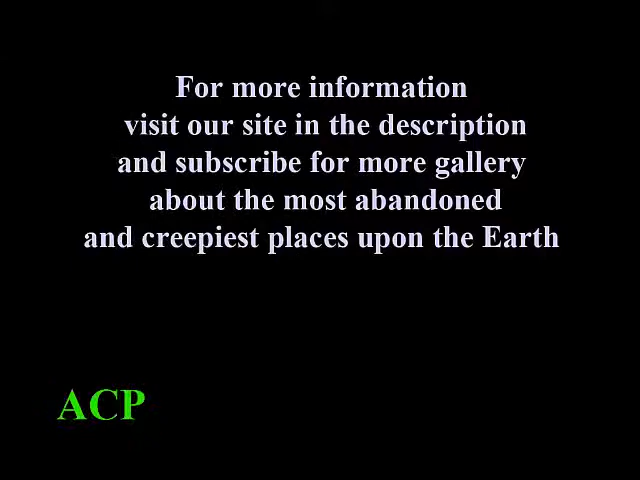 For more information
visit our site in the description
and subscribe for more gallery
about the most abandoned
and creepiest places upon the Earth
ACP